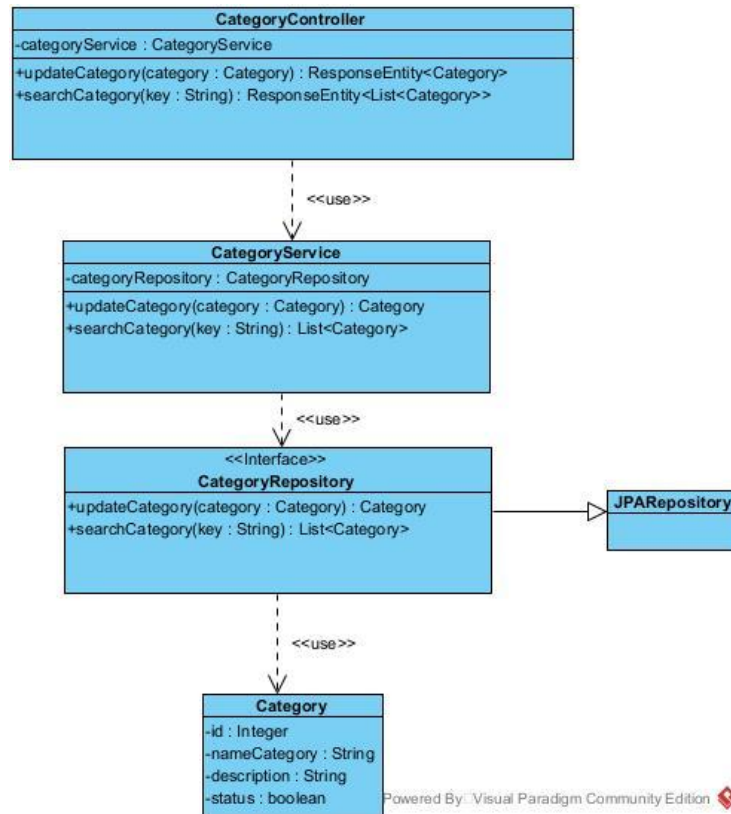 CategoryController
-categoryService : CategoryService
+updateCategory(category : Category) : ResponseEntity<Category>
+searchCategory(key : String) : ResponseEntity<List<Category>>
<<use>>
CategoryService
-categoryRepository : CategoryRepository
+updateCategory(category : Category) : Category
+searchCategory(key : String) : List<Category>
<<use>>
<<Interface>>
CategoryRepository
+updateCategory(category : Category) : Category
+searchCategory(key : String) : List<Category>
JPARepository
<<use>>
Category
-id : Integer
-nameCategory : String
-description : String
-status : boolean
Powered By Visual Paradigm Community Edition